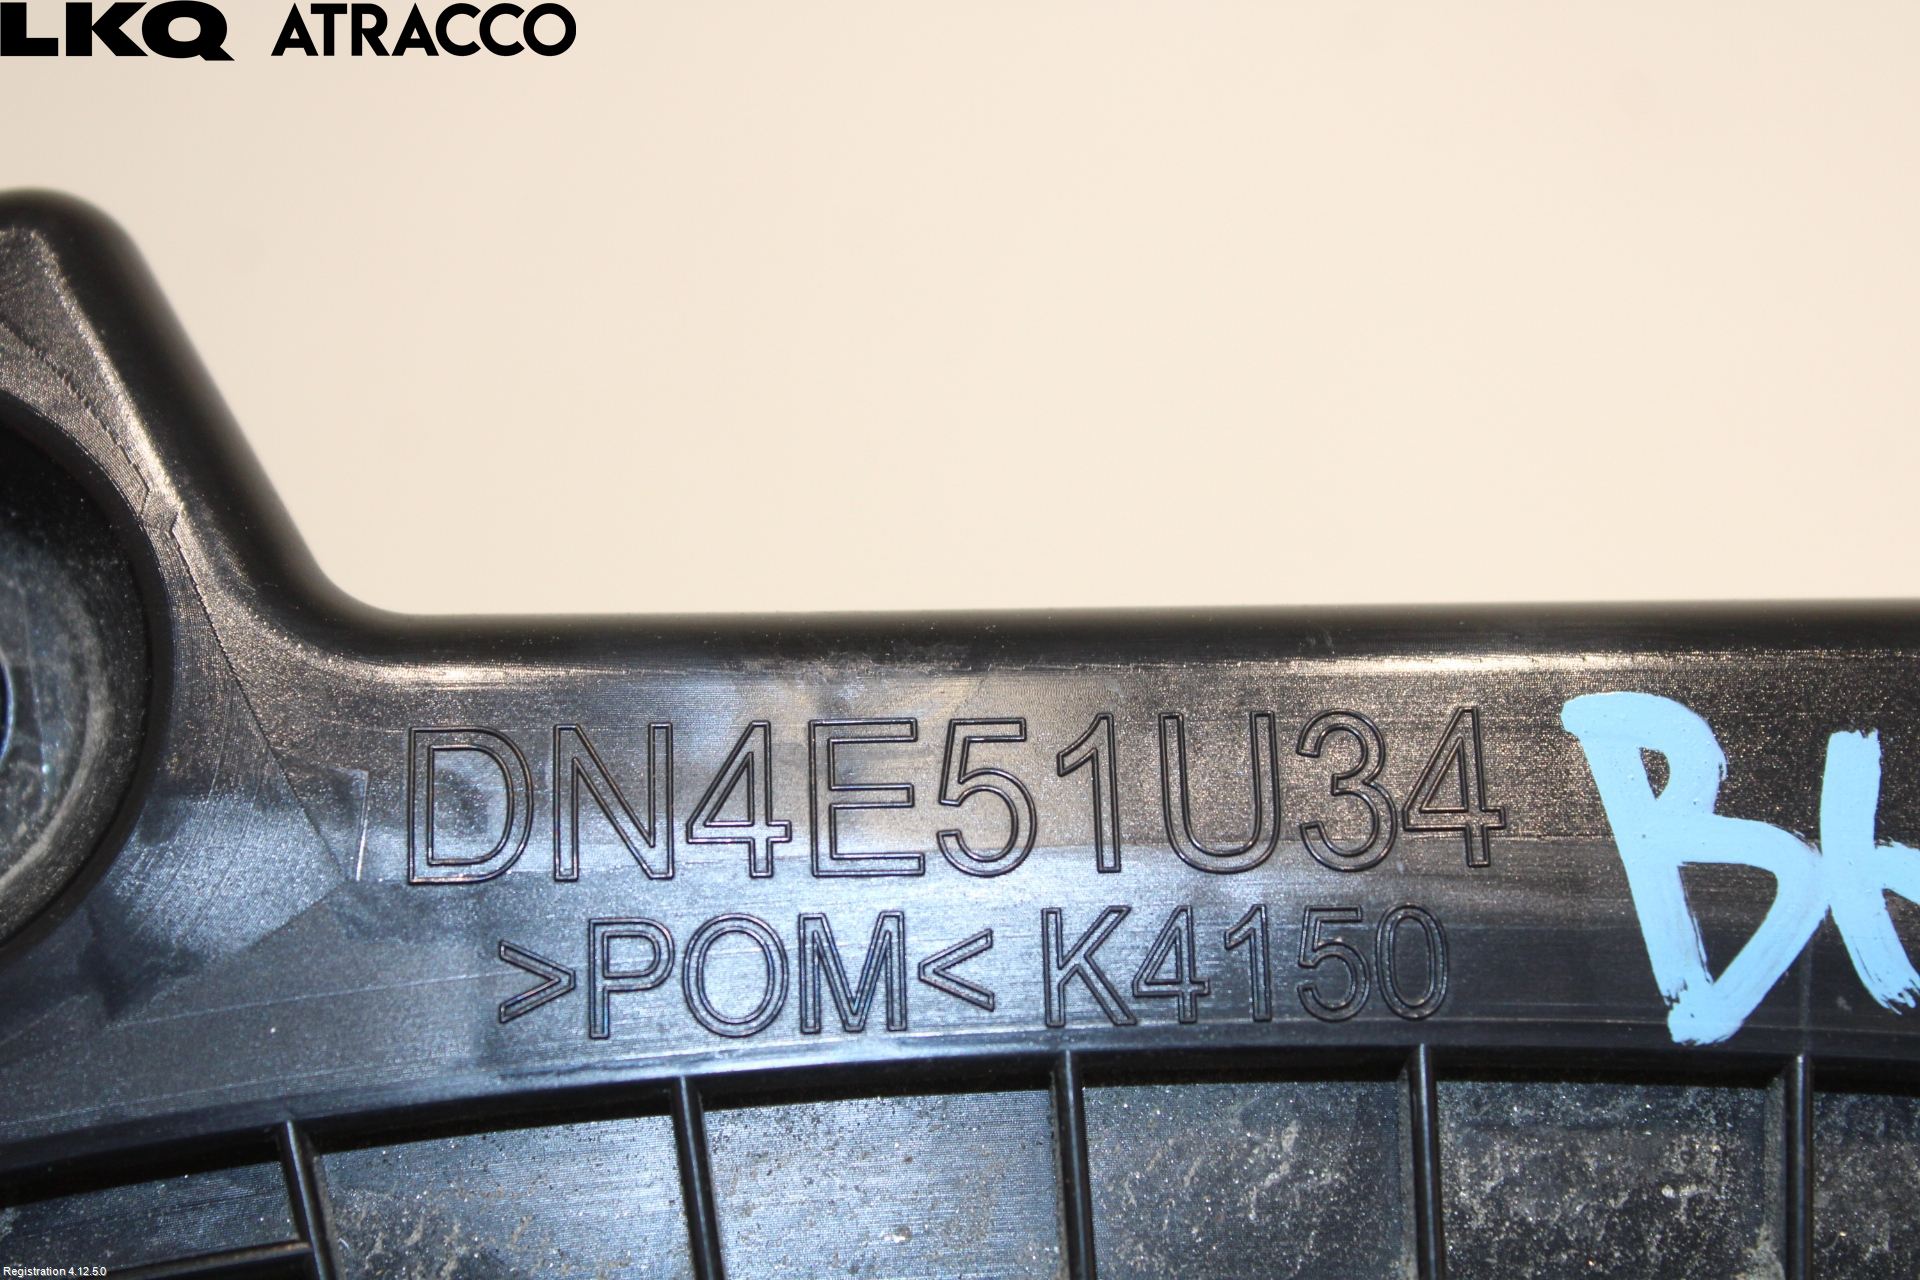 LKQ ATRACCO
DN4E51U34
>POM< K4150
Registration 4.12.5.0